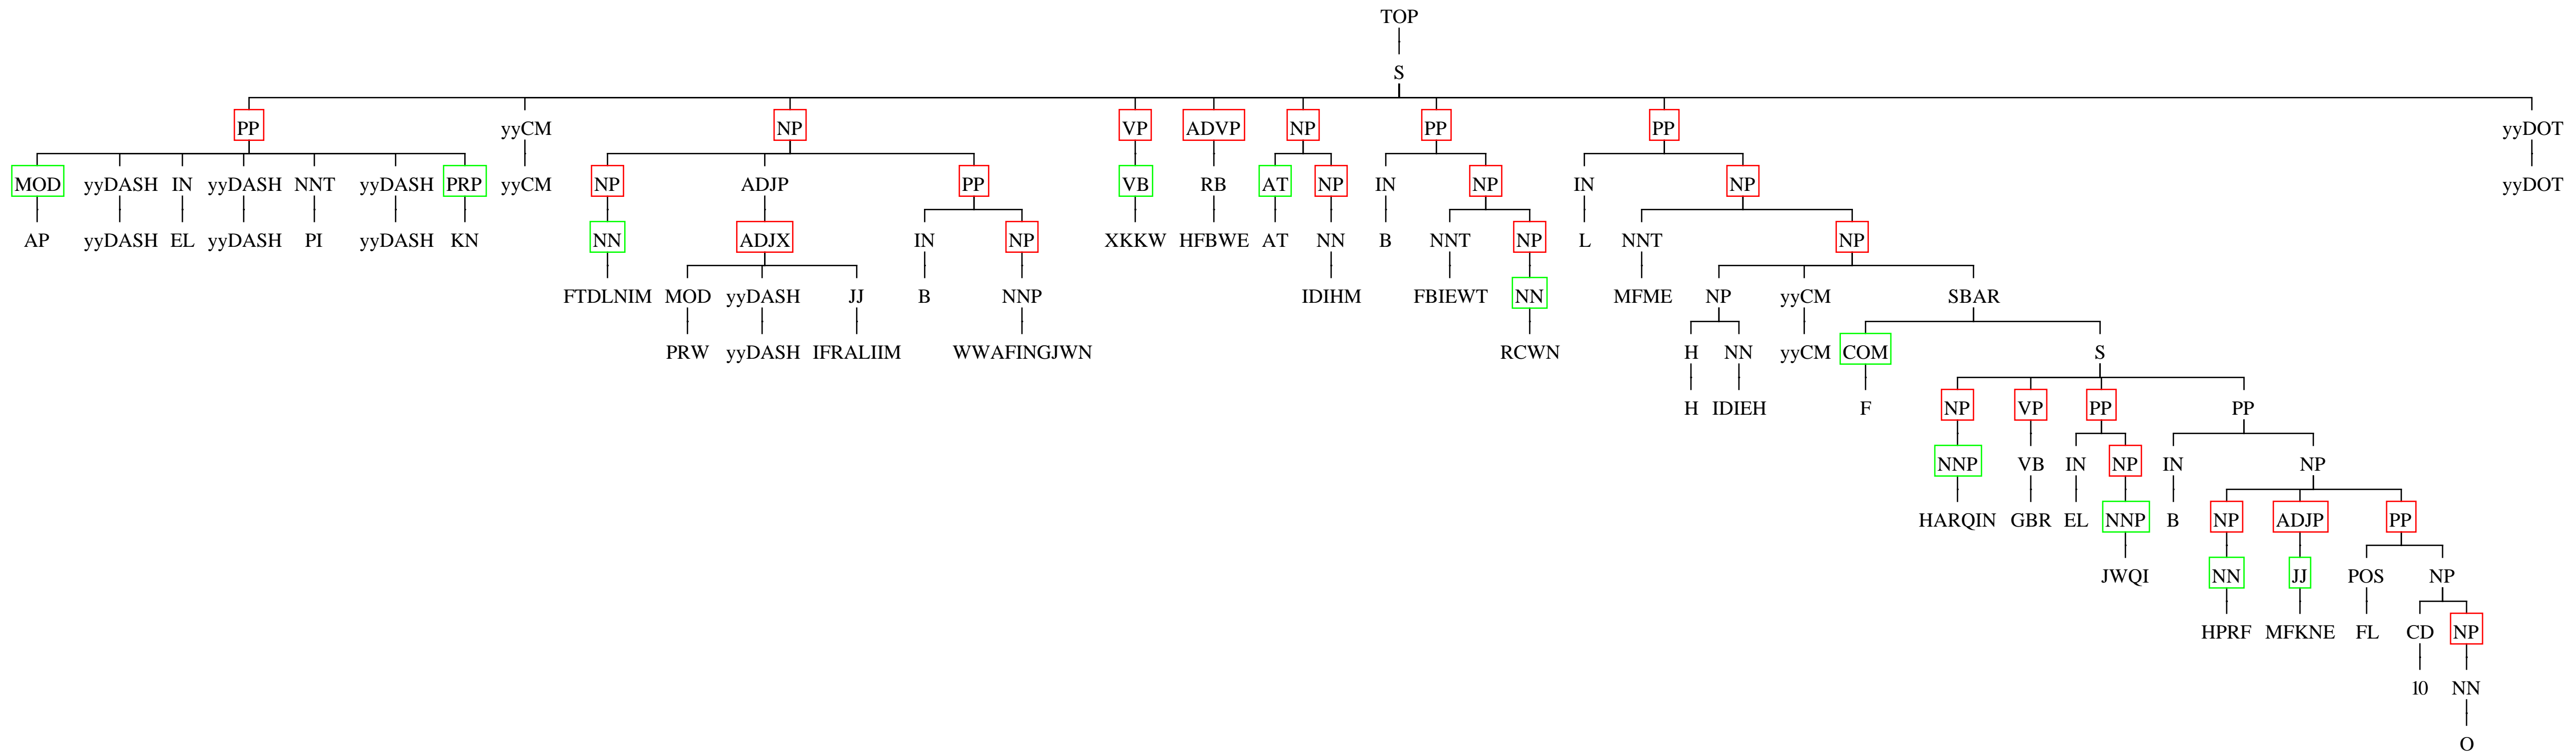 TOP
S
PP yyCM NP VP ADVP NP PP PP yyDOT
MOD yyDASH IN yyDASH NNT yyDASH PRP yyCM NP ADJP PP VB RB AT NP IN NP IN NP yyDOT
AP yyDASH EL yyDASH PI yyDASH KN NN ADJX IN NP XKKW HFBWE AT NN B NNT NP L NNT NP
FTDLNIM MOD yyDASH JJ B NNP IDIHM FBIEWT NN MFME NP yyCM SBAR
PRW yyDASH IFRALIIM WWAFINGJWN RCWN H NN yyCM COM S
H IDIEH F NP VP PP PP
NNP VB IN NP IN NP
HARQIN GBR EL NNP B NP ADJP PP
JWQI NN JJ POS NP
HPRF MFKNE FL CD NP
10 NN
O